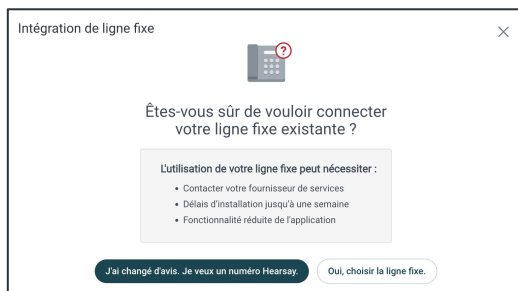 Intégration de ligne fixe
?
Êtes-vous sûr de vouloir connecter
votre ligne fixe existante ?
L'utilisation de votre ligne fixe peut nécessiter :
• Contacter votre fournisseur de services
• Délais d'installation jusqu'à une semaine
• Fonctionnalité réduite de l'application
J'ai changé d'avis. Je veux un numéro Hearsay.
Oui, choisir la ligne fixe.